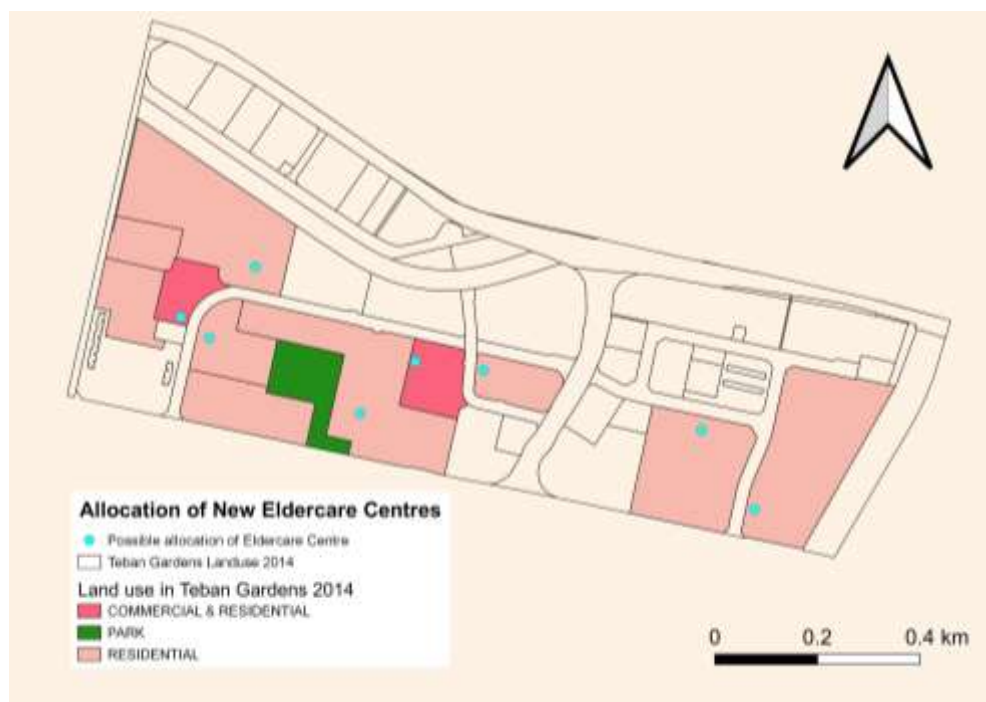 Allocation of New Eldercare Centres
Possible allocation of Eldercare Centre
Teban Gardens Landuse 2014
Land use in Teban Gardens 2014
COMMERCIAL & RESIDENTIAL
PARK
RESIDENTIAL
0 0.2 0.4 km